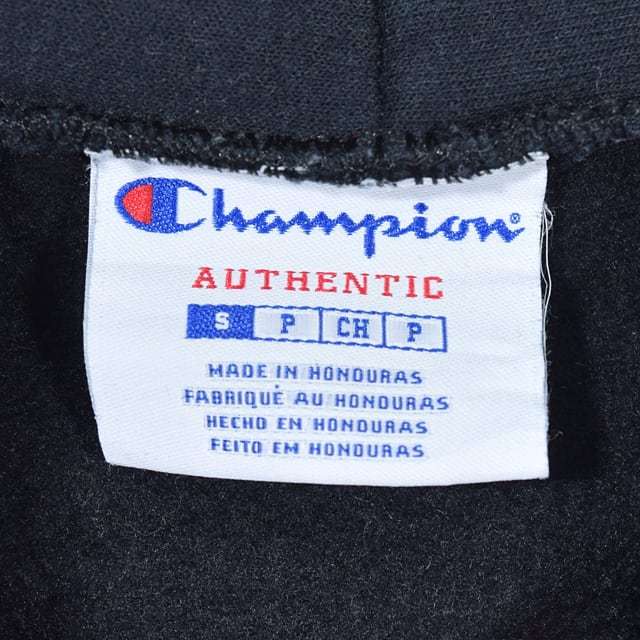 Champion®
AUTHENTIC
S P CH P
MADE IN HONDURAS
FABRIQUÉ AU HONDURAS
HECHO EN HONDURAS
FEITO EM HONDURAS